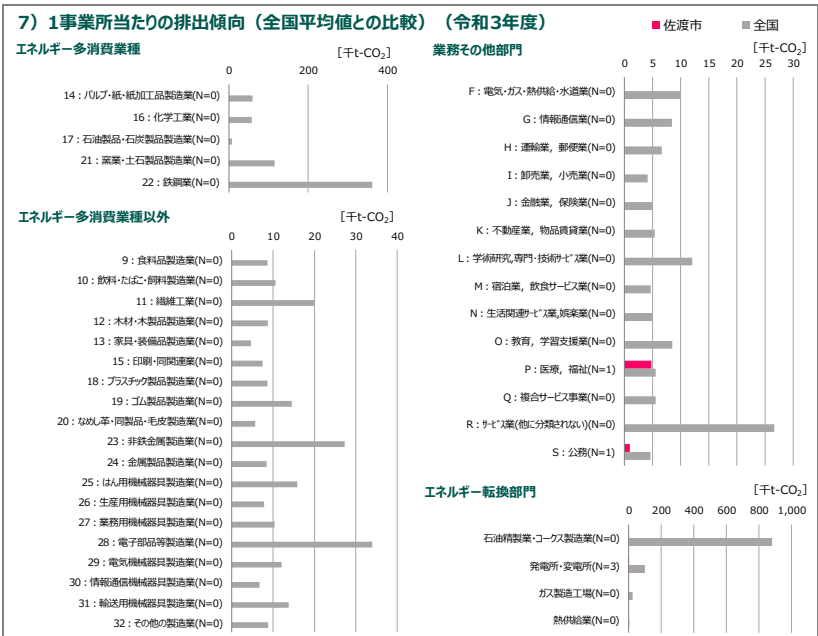 7）1事業所当たりの排出傾向（全国平均値との比較）（令和3年度）
■佐渡市 ■全国
エネルギー多消費業種
[千t-CO₂]
0 200 400
14：パルプ・紙・紙加工品製造業(N=0)
16：化学工業(N=0)
17：石油製品・石炭製品製造業(N=0)
21：窯業・土石製品製造業(N=0)
22：鉄鋼業(N=0)
エネルギー多消費業種以外
[千t-CO₂]
0 10 20 30 40
9：食料品製造業(N=0)
10：飲料・たばこ・飼料製造業(N=0)
11：繊維工業(N=0)
12：木材・木製品製造業(N=0)
13：家具・装備品製造業(N=0)
15：印刷・同関連業(N=0)
18：プラスチック製品製造業(N=0)
19：ゴム製品製造業(N=0)
20：なめし革・同製品・毛皮製造業(N=0)
23：非鉄金属製造業(N=0)
24：金属製品製造業(N=0)
25：はん用機械器具製造業(N=0)
26：生産用機械器具製造業(N=0)
27：業務用機械器具製造業(N=0)
28：電子部品等製造業(N=0)
29：電気機械器具製造業(N=0)
30：情報通信機械器具製造業(N=0)
31：輸送用機械器具製造業(N=0)
32：その他の製造業(N=0)
業務その他部門
[千t-CO₂]
0 5 10 15 20 25 30
F：電気・ガス・熱供給・水道業(N=0)
G：情報通信業(N=0)
H：運輸業，郵便業(N=0)
I：卸売業，小売業(N=0)
J：金融業，保険業(N=0)
K：不動産業，物品賃貸業(N=0)
L：学術研究,専門・技術サービス業(N=0)
M：宿泊業，飲食サービス業(N=0)
N：生活関連サービス業,娯楽業(N=0)
O：教育，学習支援業(N=0)
P：医療，福祉(N=1)
Q：複合サービス事業(N=0)
R：サービス業(他に分類されない)(N=0)
S：公務(N=1)
エネルギー転換部門
[千t-CO₂]
0 200 400 600 800 1,000
石油精製業・コークス製造業(N=0)
発電所・変電所(N=3)
ガス製造工場(N=0)
熱供給業(N=0)